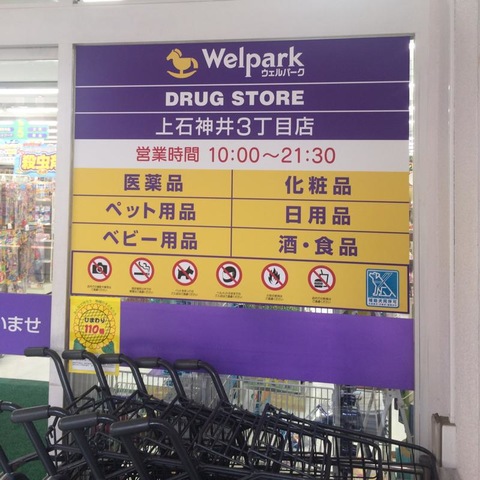 Welpark
ウェルパーク
DRUG STORE
上石神井3丁目店
営業時間 10:00～21:30
医薬品
化粧品
ペット用品
日用品
ベビー用品
酒・食品
殺虫
いませ
ひまわり
110番